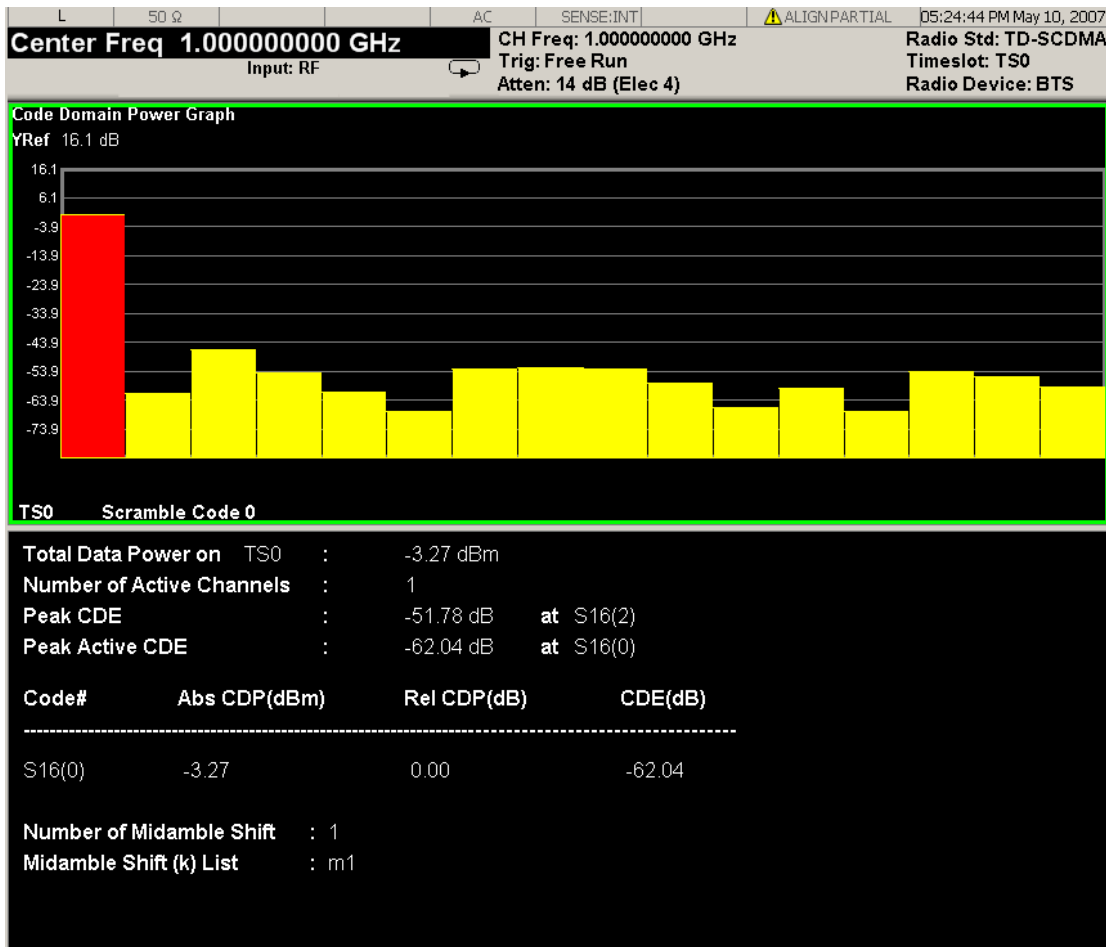 L 50 Ω AC SENSE:INT ALIGN PARTIAL 05:24:44 PM May 10, 2007
Center Freq 1.000000000 GHz
Input: RF
CH Freq: 1.000000000 GHz
Trig: Free Run
Atten: 14 dB (Elec 4)
Radio Std: TD-SCDMA
Timeslot: TS0
Radio Device: BTS
Code Domain Power Graph
YRef 16.1 dB
16.1
6.1
-3.9
-13.9
-23.9
-33.9
-43.9
-53.9
-63.9
-73.9
TS0 Scramble Code 0
Total Data Power on TS0 : -3.27 dBm
Number of Active Channels : 1
Peak CDE : -51.78 dB at S16(2)
Peak Active CDE : -62.04 dB at S16(0)
Code# Abs CDP(dBm) Rel CDP(dB) CDE(dB)
S16(0) -3.27 0.00 -62.04
Number of Midamble Shift : 1
Midamble Shift (k) List : m1